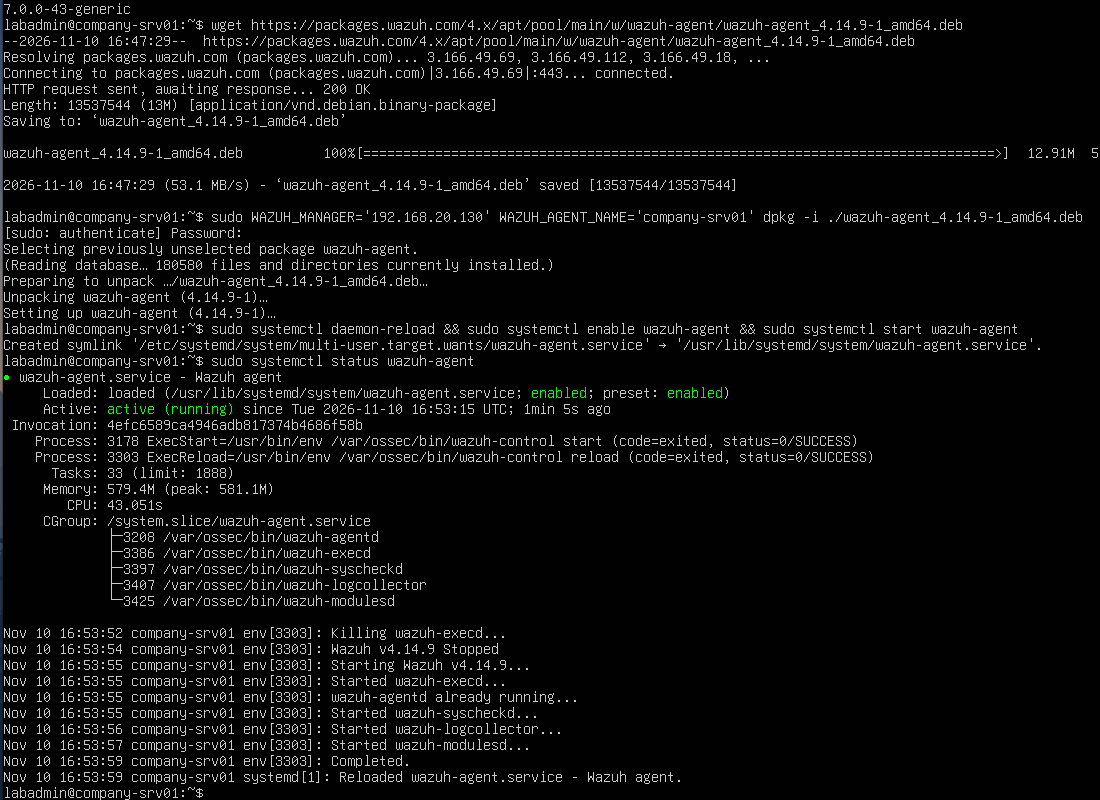 7.0.0-43-generic
labadmin@company-srv01:~$ wget https://packages.wazuh.com/4.x/apt/pool/main/w/wazuh-agent/wazuh-agent_4.14.9-1_amd64.deb
--2026-11-10 16:47:29--  https://packages.wazuh.com/4.x/apt/pool/main/w/wazuh-agent/wazuh-agent_4.14.9-1_amd64.deb
Resolving packages.wazuh.com (packages.wazuh.com)... 3.166.49.69, 3.166.49.112, 3.166.49.18, ...
Connecting to packages.wazuh.com (packages.wazuh.com)|3.166.49.69|:443... connected.
HTTP request sent, awaiting response... 200 OK
Length: 13537544 (13M) [application/vnd.debian.binary-package]
Saving to: ‘wazuh-agent_4.14.9-1_amd64.deb’

wazuh-agent_4.14.9-1_amd64.deb          100%[===============================================================================>]  12.91M  5

2026-11-10 16:47:29 (53.1 MB/s) - ‘wazuh-agent_4.14.9-1_amd64.deb’ saved [13537544/13537544]

labadmin@company-srv01:~$ sudo WAZUH_MANAGER='192.168.20.130' WAZUH_AGENT_NAME='company-srv01' dpkg -i ./wazuh-agent_4.14.9-1_amd64.deb
[sudo: authenticate] Password:
Selecting previously unselected package wazuh-agent.
(Reading database… 180580 files and directories currently installed.)
Preparing to unpack …/wazuh-agent_4.14.9-1_amd64.deb…
Unpacking wazuh-agent (4.14.9-1)…
Setting up wazuh-agent (4.14.9-1)…
labadmin@company-srv01:~$ sudo systemctl daemon-reload && sudo systemctl enable wazuh-agent && sudo systemctl start wazuh-agent
Created symlink '/etc/systemd/system/multi-user.target.wants/wazuh-agent.service' → '/usr/lib/systemd/system/wazuh-agent.service'.
labadmin@company-srv01:~$ sudo systemctl status wazuh-agent
● wazuh-agent.service - Wazuh agent
     Loaded: loaded (/usr/lib/systemd/system/wazuh-agent.service; enabled; preset: enabled)
     Active: active (running) since Tue 2026-11-10 16:53:15 UTC; 1min 5s ago
 Invocation: 4efc6589ca4946adb817374b4686f58b
    Process: 3178 ExecStart=/usr/bin/env /var/ossec/bin/wazuh-control start (code=exited, status=0/SUCCESS)
    Process: 3303 ExecReload=/usr/bin/env /var/ossec/bin/wazuh-control reload (code=exited, status=0/SUCCESS)
      Tasks: 33 (limit: 1888)
     Memory: 579.4M (peak: 581.1M)
        CPU: 43.051s
     CGroup: /system.slice/wazuh-agent.service
             ├─3208 /var/ossec/bin/wazuh-agentd
             ├─3386 /var/ossec/bin/wazuh-execd
             ├─3397 /var/ossec/bin/wazuh-syscheckd
             ├─3407 /var/ossec/bin/wazuh-logcollector
             └─3425 /var/ossec/bin/wazuh-modulesd

Nov 10 16:53:52 company-srv01 env[3303]: Killing wazuh-execd...
Nov 10 16:53:54 company-srv01 env[3303]: Wazuh v4.14.9 Stopped
Nov 10 16:53:55 company-srv01 env[3303]: Starting Wazuh v4.14.9...
Nov 10 16:53:55 company-srv01 env[3303]: Started wazuh-execd...
Nov 10 16:53:55 company-srv01 env[3303]: wazuh-agentd already running...
Nov 10 16:53:55 company-srv01 env[3303]: Started wazuh-syscheckd...
Nov 10 16:53:56 company-srv01 env[3303]: Started wazuh-logcollector...
Nov 10 16:53:57 company-srv01 env[3303]: Started wazuh-modulesd...
Nov 10 16:53:59 company-srv01 env[3303]: Completed.
Nov 10 16:53:59 company-srv01 systemd[1]: Reloaded wazuh-agent.service - Wazuh agent.
labadmin@company-srv01:~$